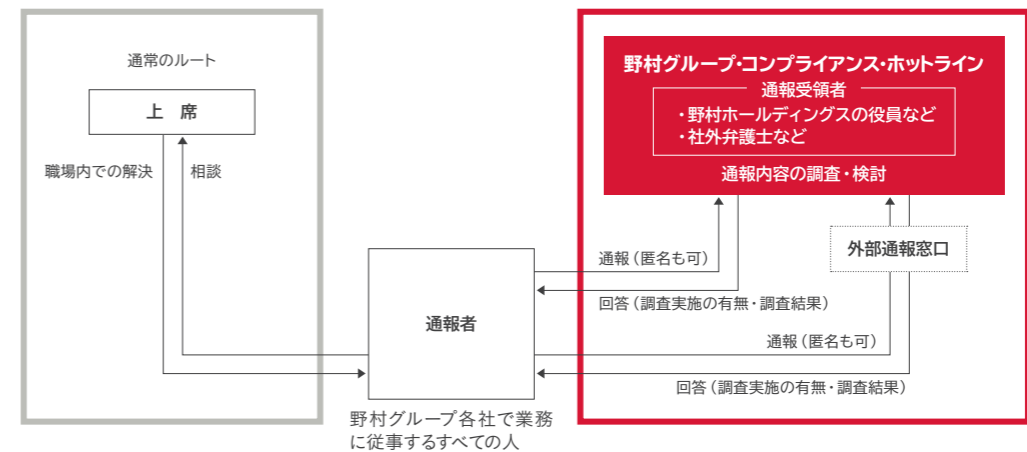 通常のルート
上 席
職場内での解決
相談
野村グループ・コンプライアンス・ホットライン
通報受領者
・野村ホールディングスの役員など
・社外弁護士など
通報内容の調査・検討
外部通報窓口
通報（匿名も可）
回答（調査実施の有無・調査結果）
通報者
通報（匿名も可）
回答（調査実施の有無・調査結果）
野村グループ各社で業務
に従事するすべての人